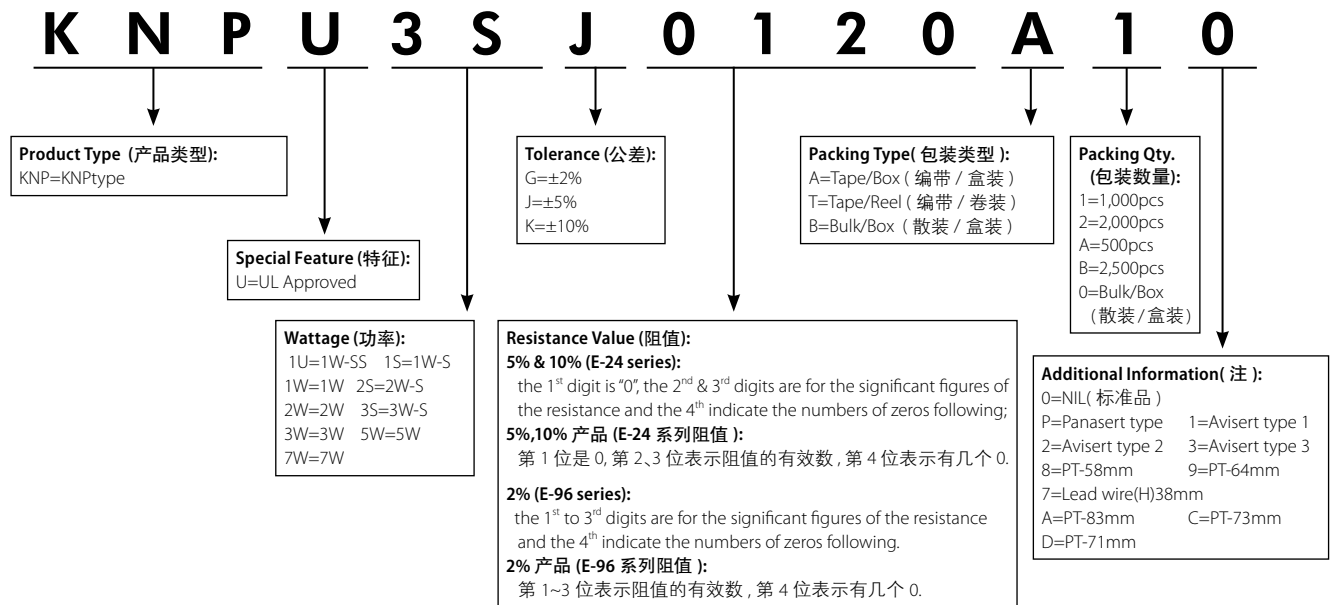 K N P U 3 S J 0 1 2 0 A 1 0
Product Type (产品类型):
KNP=KNPtype
Special Feature (特征):
U=UL Approved
Wattage (功率):
1U=1W-SS 1S=1W-S
1W=1W 2S=2W-S
2W=2W 3S=3W-S
3W=3W 5W=5W
7W=7W
Tolerance (公差):
G=±2%
J=±5%
K=±10%
Resistance Value (阻值):
5% & 10% (E-24 series):
the 1st digit is “0”, the 2nd & 3rd digits are for the significant figures of
the resistance and the 4th indicate the numbers of zeros following;
5%,10% 产品 (E-24 系列阻值 ):
第 1 位是 0, 第 2、3 位表示阻值的有效数 , 第 4 位表示有几个 0.
2% (E-96 series):
the 1st to 3rd digits are for the significant figures of the resistance
and the 4th indicate the numbers of zeros following.
2% 产品 (E-96 系列阻值 ):
第 1~3 位表示阻值的有效数 , 第 4 位表示有几个 0.
Packing Type( 包装类型 ):
A=Tape/Box ( 编带 / 盒装 )
T=Tape/Reel ( 编带 / 卷装 )
B=Bulk/Box ( 散装 / 盒装 )
Packing Qty.
(包装数量):
1=1,000pcs
2=2,000pcs
A=500pcs
B=2,500pcs
0=Bulk/Box
(散装 / 盒装)
Additional Information( 注 ):
0=NIL( 标准品 )
P=Panasert type 1=Avisert type 1
2=Avisert type 2 3=Avisert type 3
8=PT-58mm 9=PT-64mm
7=Lead wire(H)38mm
A=PT-83mm C=PT-73mm
D=PT-71mm